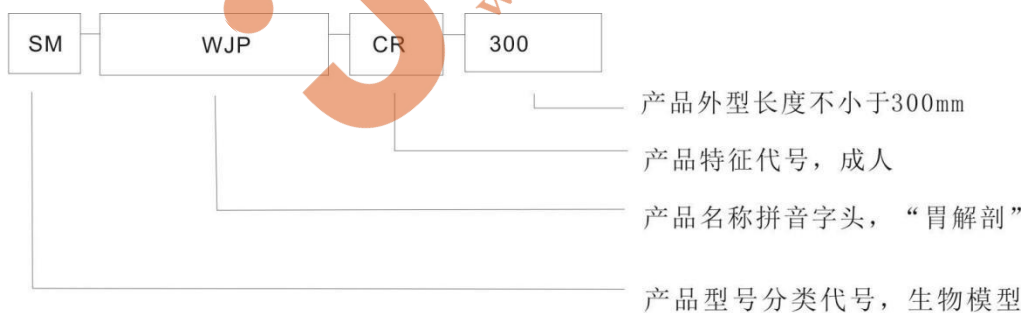 SM WJP CR 300
产品外型长度不小于300mm
产品特征代号，成人
产品名称拼音字头，“胃解剖”
产品型号分类代号，生物模型